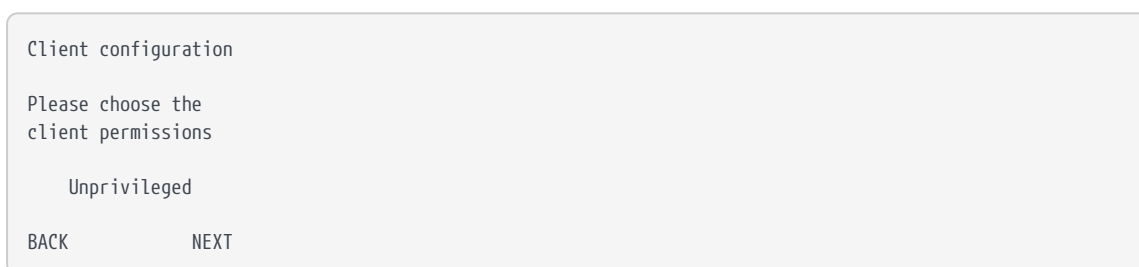 Client configuration
Please choose the
client permissions
Unprivileged
BACK NEXT